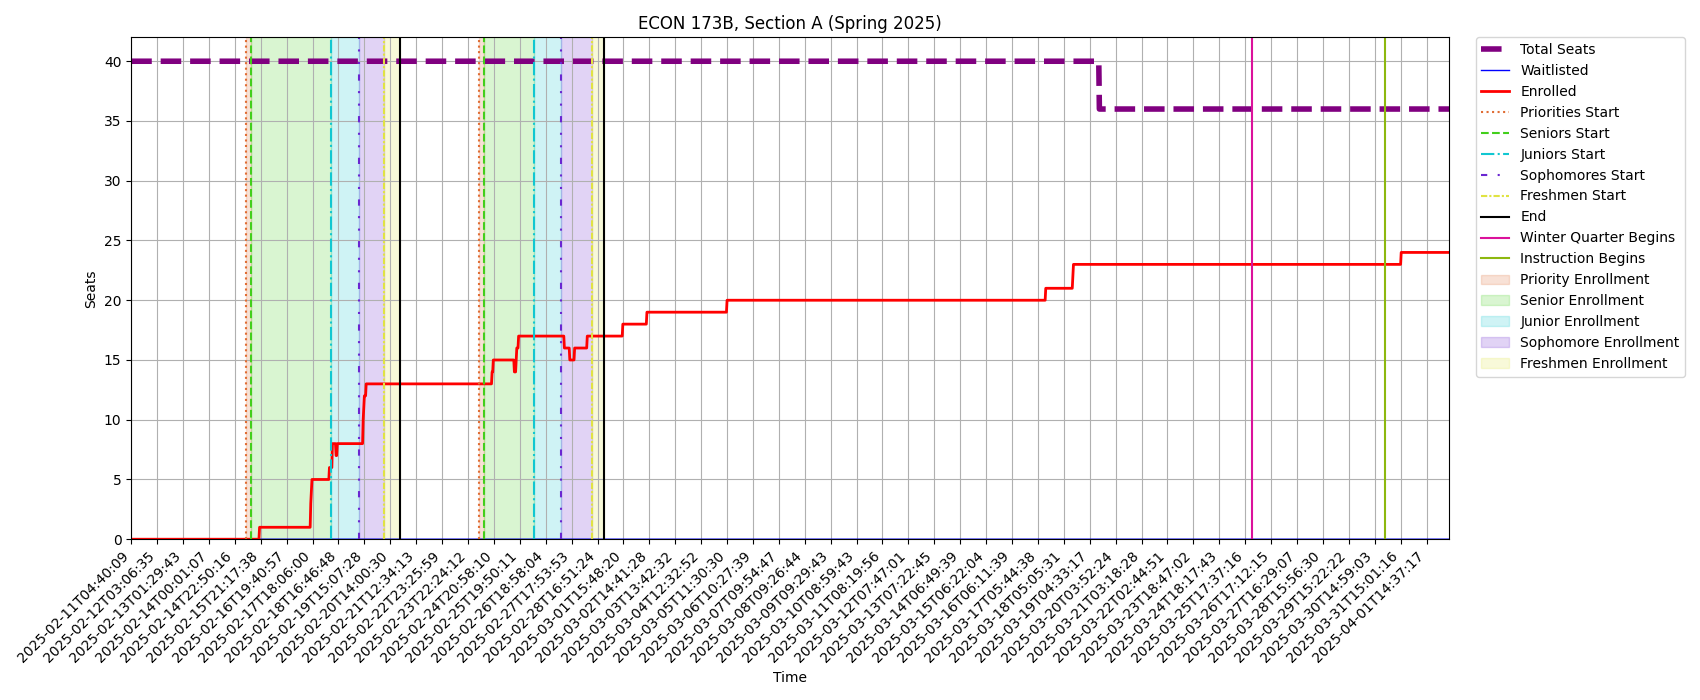 ECON 173B, Section A (Spring 2025)
Seats
40
35
30
25
20
15
10
5
0
2025-02-11T04:40:09
2025-02-12T03:06:35
2025-02-13T01:29:43
2025-02-14T00:01:07
2025-02-14T22:50:16
2025-02-15T21:17:38
2025-02-16T19:40:57
2025-02-17T18:06:00
2025-02-18T16:46:48
2025-02-19T15:07:28
2025-02-20T14:00:30
2025-02-21T12:34:13
2025-02-22T11:25:59
2025-02-23T22:24:12
2025-02-24T20:58:10
2025-02-25T19:50:11
2025-02-26T18:58:04
2025-02-27T17:53:53
2025-02-28T16:51:24
2025-03-01T15:48:20
2025-03-02T14:41:28
2025-03-03T13:42:32
2025-03-04T12:32:52
2025-03-05T11:30:30
2025-03-06T10:27:39
2025-03-07T09:54:47
2025-03-08T09:26:44
2025-03-09T09:29:43
2025-03-10T08:59:43
2025-03-11T08:19:56
2025-03-12T07:47:01
2025-03-13T07:22:45
2025-03-14T06:49:39
2025-03-15T06:22:04
2025-03-16T06:11:39
2025-03-17T05:44:38
2025-03-18T05:05:31
2025-03-19T04:33:17
2025-03-20T03:52:24
2025-03-21T03:18:28
2025-03-22T02:44:51
2025-03-23T18:47:02
2025-03-24T18:17:43
2025-03-25T17:37:16
2025-03-26T17:12:15
2025-03-27T16:29:07
2025-03-28T15:56:30
2025-03-29T15:22:22
2025-03-30T14:59:03
2025-03-31T15:01:16
2025-04-01T14:37:17
Time
Total Seats
Waitlisted
Enrolled
Priorities Start
Seniors Start
Juniors Start
Sophomores Start
Freshmen Start
End
Winter Quarter Begins
Instruction Begins
Priority Enrollment
Senior Enrollment
Junior Enrollment
Sophomore Enrollment
Freshmen Enrollment